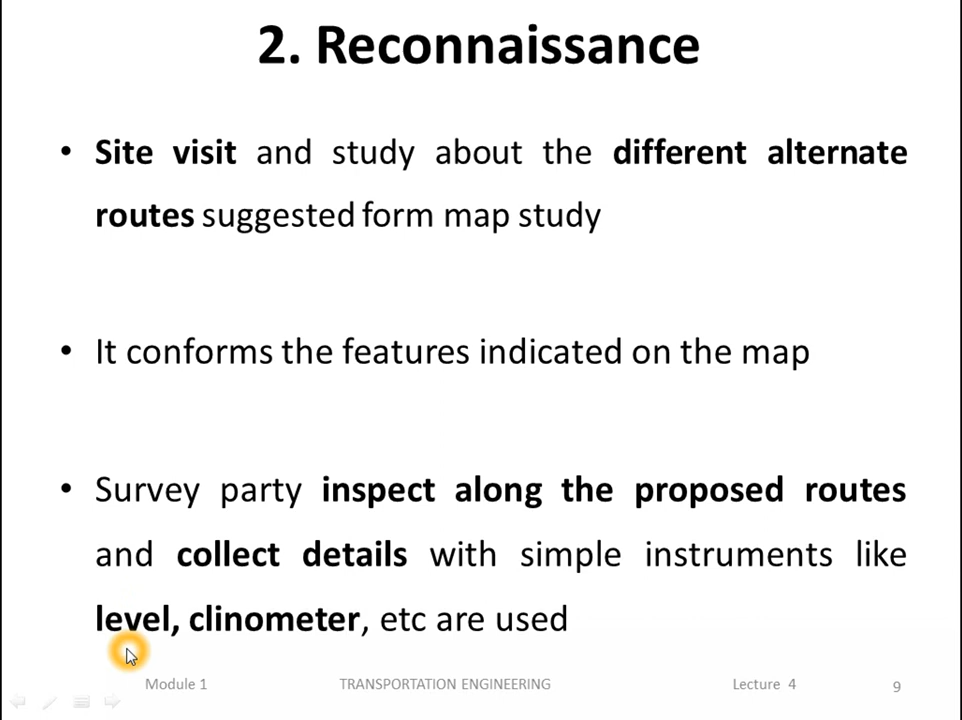 2. Reconnaissance
• Site visit and study about the different alternate
routes suggested form map study
• It conforms the features indicated on the map
• Survey party inspect along the proposed routes
and collect details with simple instruments like
level, clinometer, etc are used
Module 1 TRANSPORTATION ENGINEERING Lecture 4 9